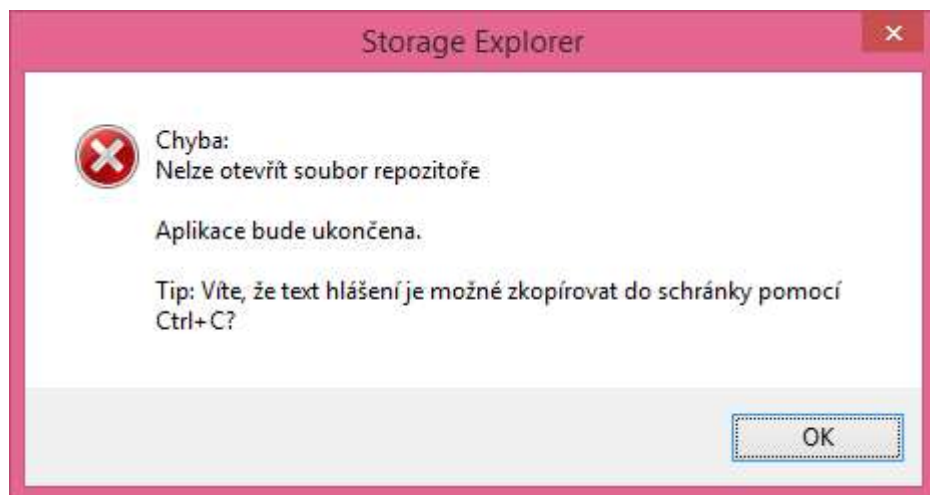 Storage Explorer
Chyba:
Nelze otevřít soubor repozitoře
Aplikace bude ukončena.
Tip: Víte, že text hlášení je možné zkopírovat do schránky pomocí
Ctrl+C?
OK